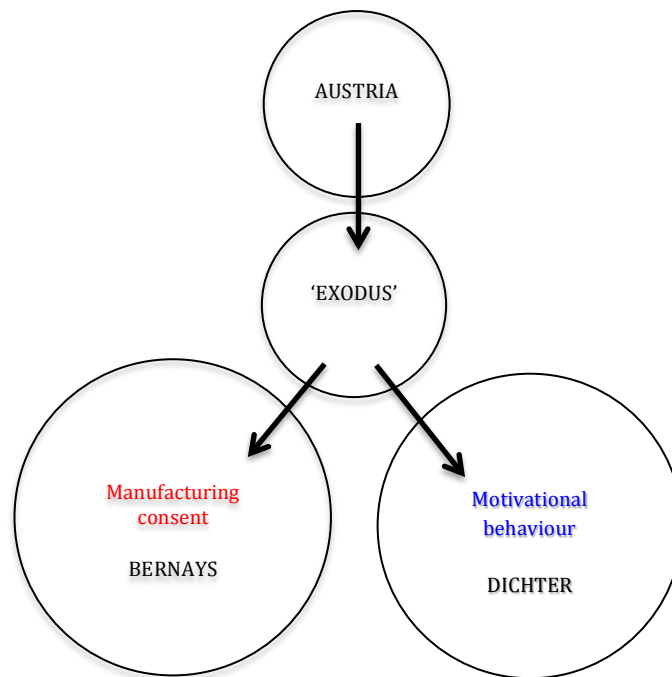 AUSTRIA
‘EXODUS’
Manufacturing
consent
BERNAYS
Motivational
behaviour
DICHTER